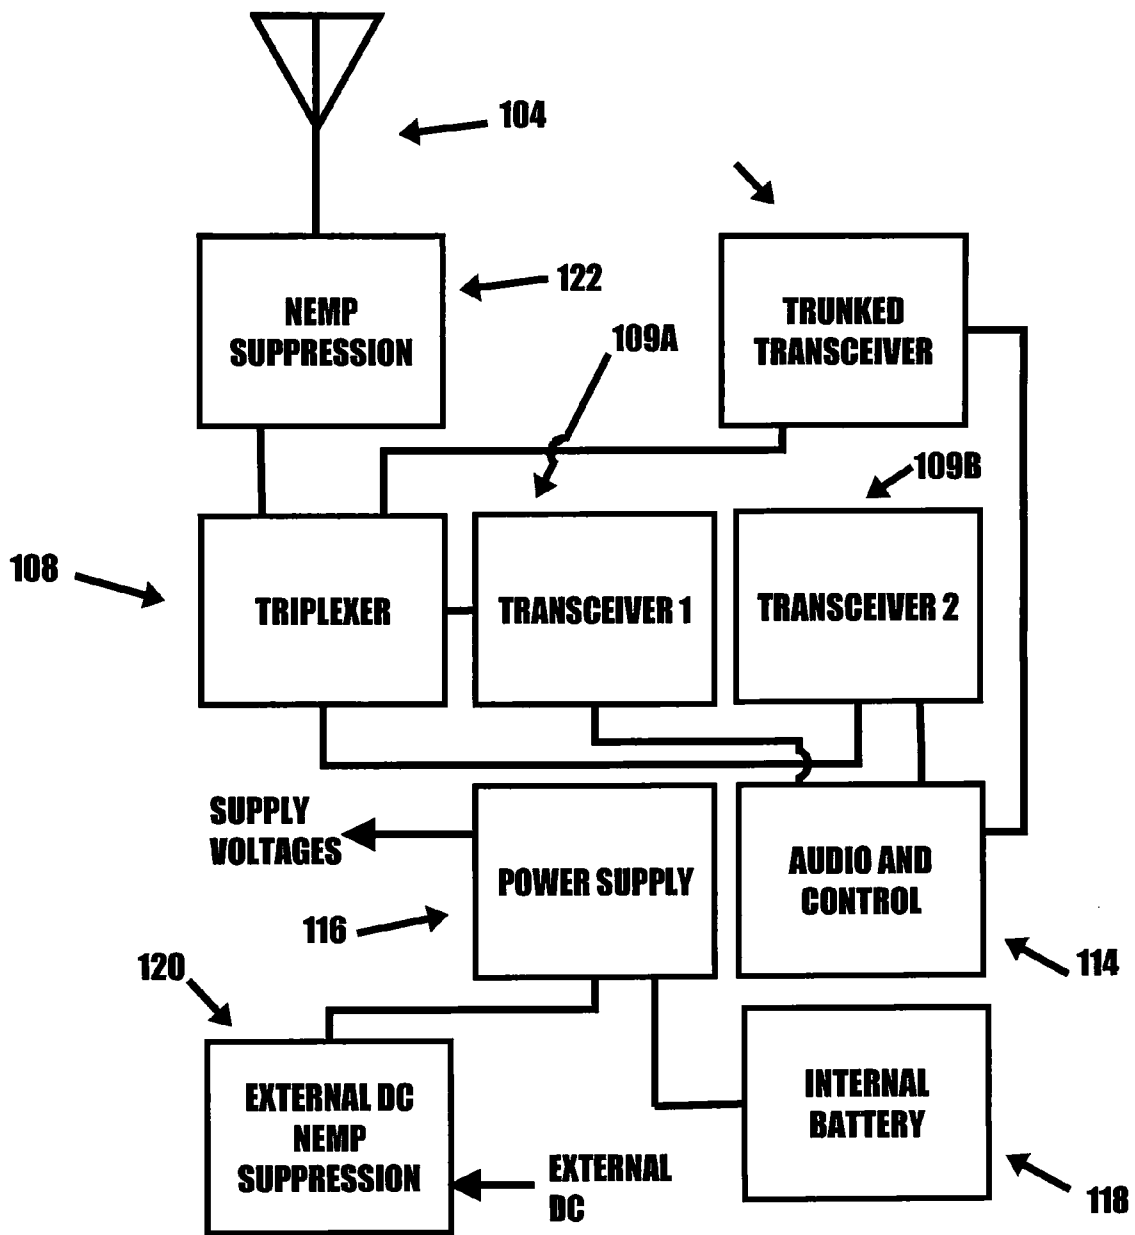 104
NEMP
SUPPRESSION
122
TRUNKED
TRANSCEIVER
109A
109B
108
TRIPLEXER
TRANSCEIVER 1
TRANSCEIVER 2
SUPPLY
VOLTAGES
POWER SUPPLY
AUDIO AND
CONTROL
116
114
120
EXTERNAL DC
NEMP
SUPPRESSION
EXTERNAL
DC
INTERNAL
BATTERY
118